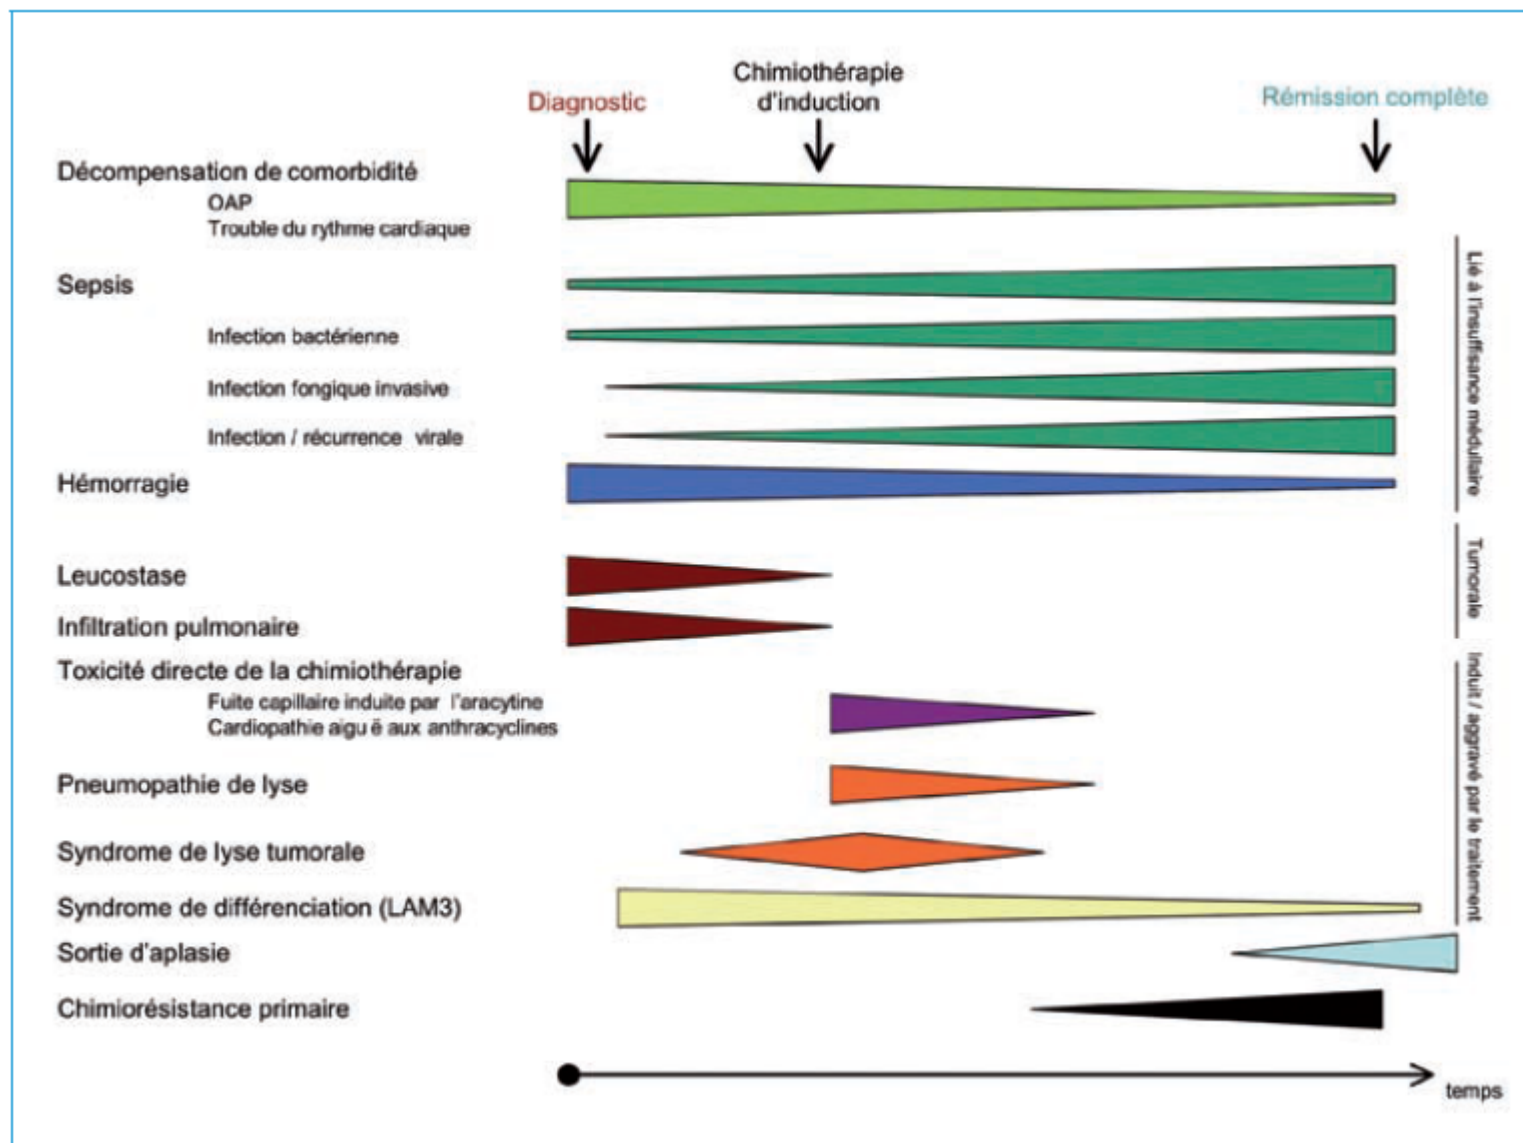 Chimiothérapie
d'induction
Diagnostic
Rémission complète
Décompensation de comorbidité
OAP
Trouble du rythme cardiaque
Sepsis
Infection bactérienne
Infection fongique invasive
Infection / récurrence virale
Hémorragie
Lié à l'insuffisance médullaire
Leucostase
Infiltration pulmonaire
Tumorale
Toxicité directe de la chimiothérapie
Fuite capillaire induite par l'aracytine
Cardiopathie aigu ë aux anthracyclines
Pneumopathie de lyse
Syndrome de lyse tumorale
Syndrome de différenciation (LAM3)
Induit / aggravé par le traitement
Sortie d'aplasie
Chimiorésistance primaire
temps